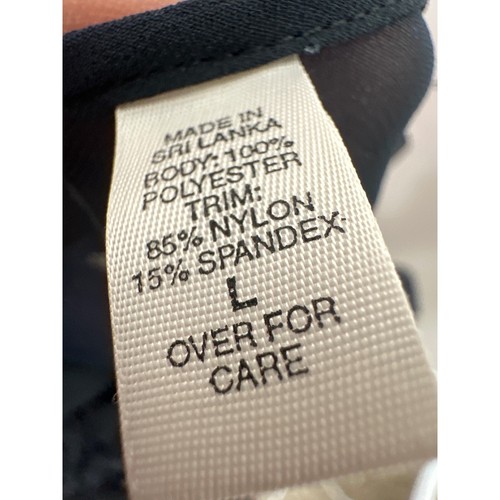 MADE IN
SRI LANKA
BODY: 100%
POLYESTER
TRIM:
85% NYLON
15% SPANDEX
L
OVER FOR
CARE